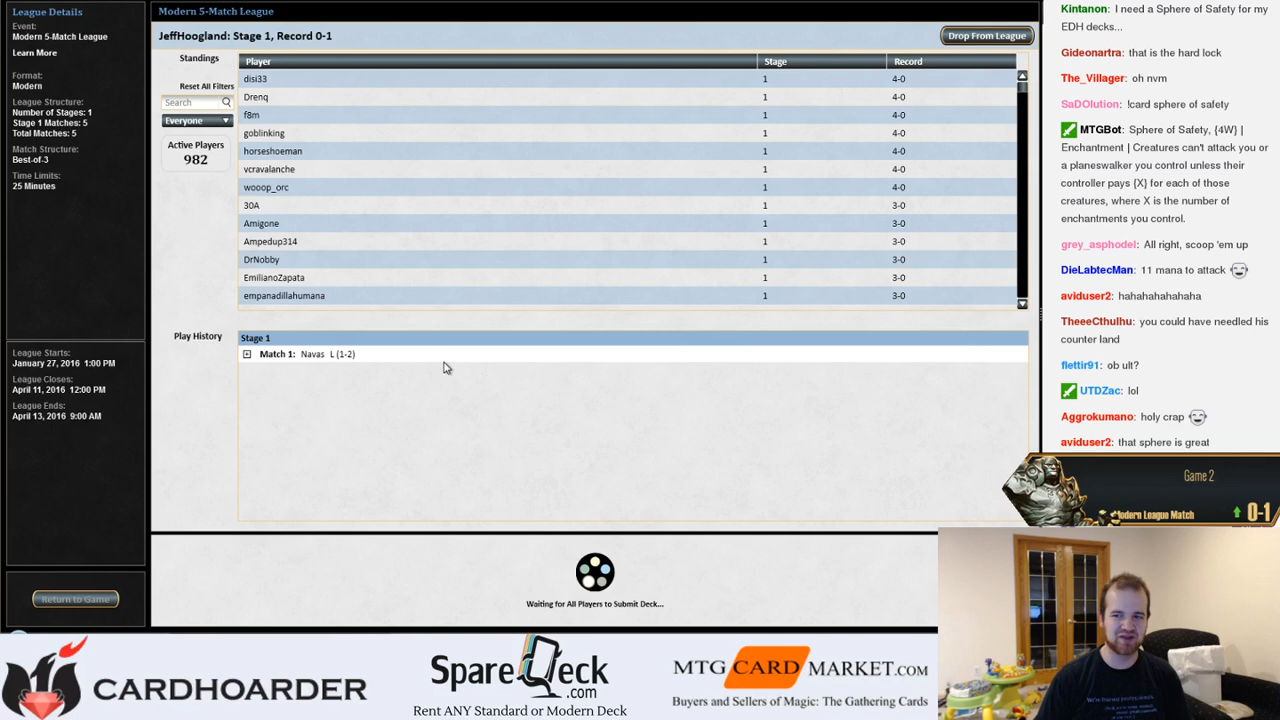 League Details
Event:
Modern 5-Match League
Learn More
Format:
Modern
League Structure:
Number of Stages: 1
Stage 1 Matches: 5
Total Matches: 5
Match Structure:
Best-of-3
Time Limits:
25 Minutes
League Starts:
January 27, 2016 1:00 PM
League Closes:
April 11, 2016 12:00 PM
League Ends:
April 13, 2016 9:00 AM
Return to Game
Modern 5-Match League
JeffHoogland: Stage 1, Record 0-1
Drop From League
Standings
Reset All Filters
Search
Everyone
Active Players
982
Player Stage Record
disi33 1 4-0
Drenq 1 4-0
f8m 1 4-0
goblinking 1 4-0
horseshoeman 1 4-0
vcravalanche 1 4-0
wooop_orc 1 4-0
30A 1 3-0
Amigone 1 3-0
Ampedup314 1 3-0
DrNobby 1 3-0
EmilianoZapata 1 3-0
empanadillahumana 1 3-0
Play History
Stage 1
Match 1: Navas L (1-2)
Waiting for All Players to Submit Deck...
Kintanon: I need a Sphere of Safety for my
EDH decks...
Gideonartra: that is the hard lock
The_Villager: oh nvm
SaDOlution: !card sphere of safety
MTGBot: Sphere of Safety, {4W} |
Enchantment | Creatures can't attack you or
a planeswalker you control unless their
controller pays {X} for each of those
creatures, where X is the number of
enchantments you control.
grey_asphodel: All right, scoop 'em up
DieLabtecMan: 11 mana to attack
aviduser2: hahahahahahaha
TheeeCthulhu: you could have needled his
counter land
flettir91: ob ult?
UTDZac: lol
Aggrokumano: holy crap
aviduser2: that sphere is great
Game 2
Modern League Match 0-1
CARDHOARDER
SpareDeck
.com
Rent ANY Standard or Modern Deck
MTG CARD MARKET.COM
Buyers and Sellers of Magic: The Gathering Cards